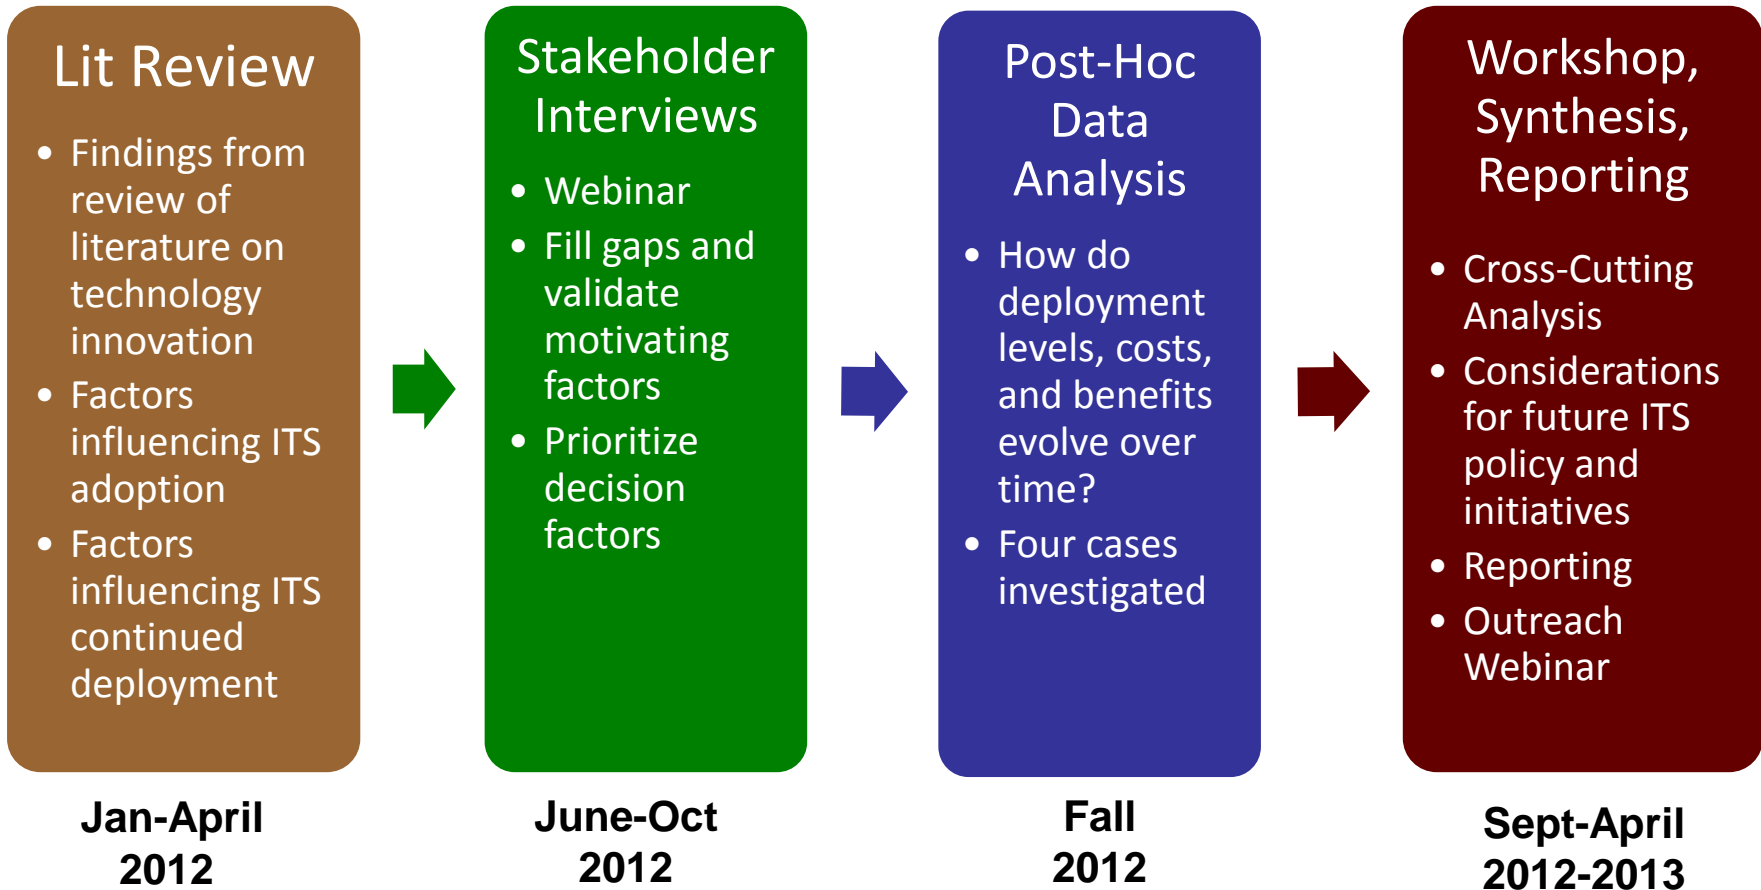 Lit Review
• Findings from
review of
literature on
technology
innovation
• Factors
influencing ITS
adoption
• Factors
influencing ITS
continued
deployment
Jan-April
2012
Stakeholder
Interviews
• Webinar
• Fill gaps and
validate
motivating
factors
• Prioritize
decision
factors
June-Oct
2012
Post-Hoc
Data
Analysis
• How do
deployment
levels, costs,
and benefits
evolve over
time?
• Four cases
investigated
Fall
2012
Workshop,
Synthesis,
Reporting
• Cross-Cutting
Analysis
• Considerations
for future ITS
policy and
initiatives
• Reporting
• Outreach
Webinar
Sept-April
2012-2013